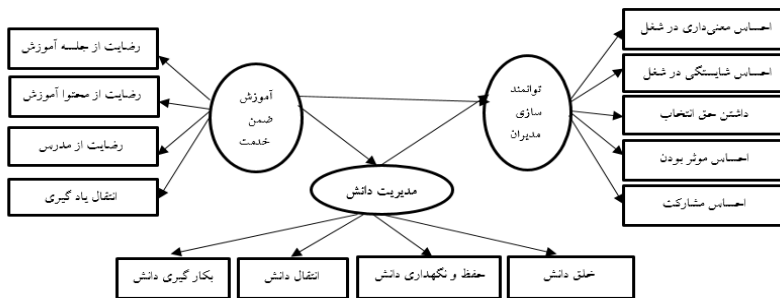 احساس معنی‌داری در شغل
احساس شایستگی در شغل
داشتن حق انتخاب
احساس موثر بودن
احساس مشارکت
توانمند
سازی
مدیران
آموزش
ضمن
خدمت
رضایت از جلسه آموزش
رضایت از محتوا آموزش
رضایت از مدرس
انتقال یاد گیری
مدیریت دانش
خلق دانش
حفظ و نگهداری دانش
انتقال دانش
بکار گیری دانش